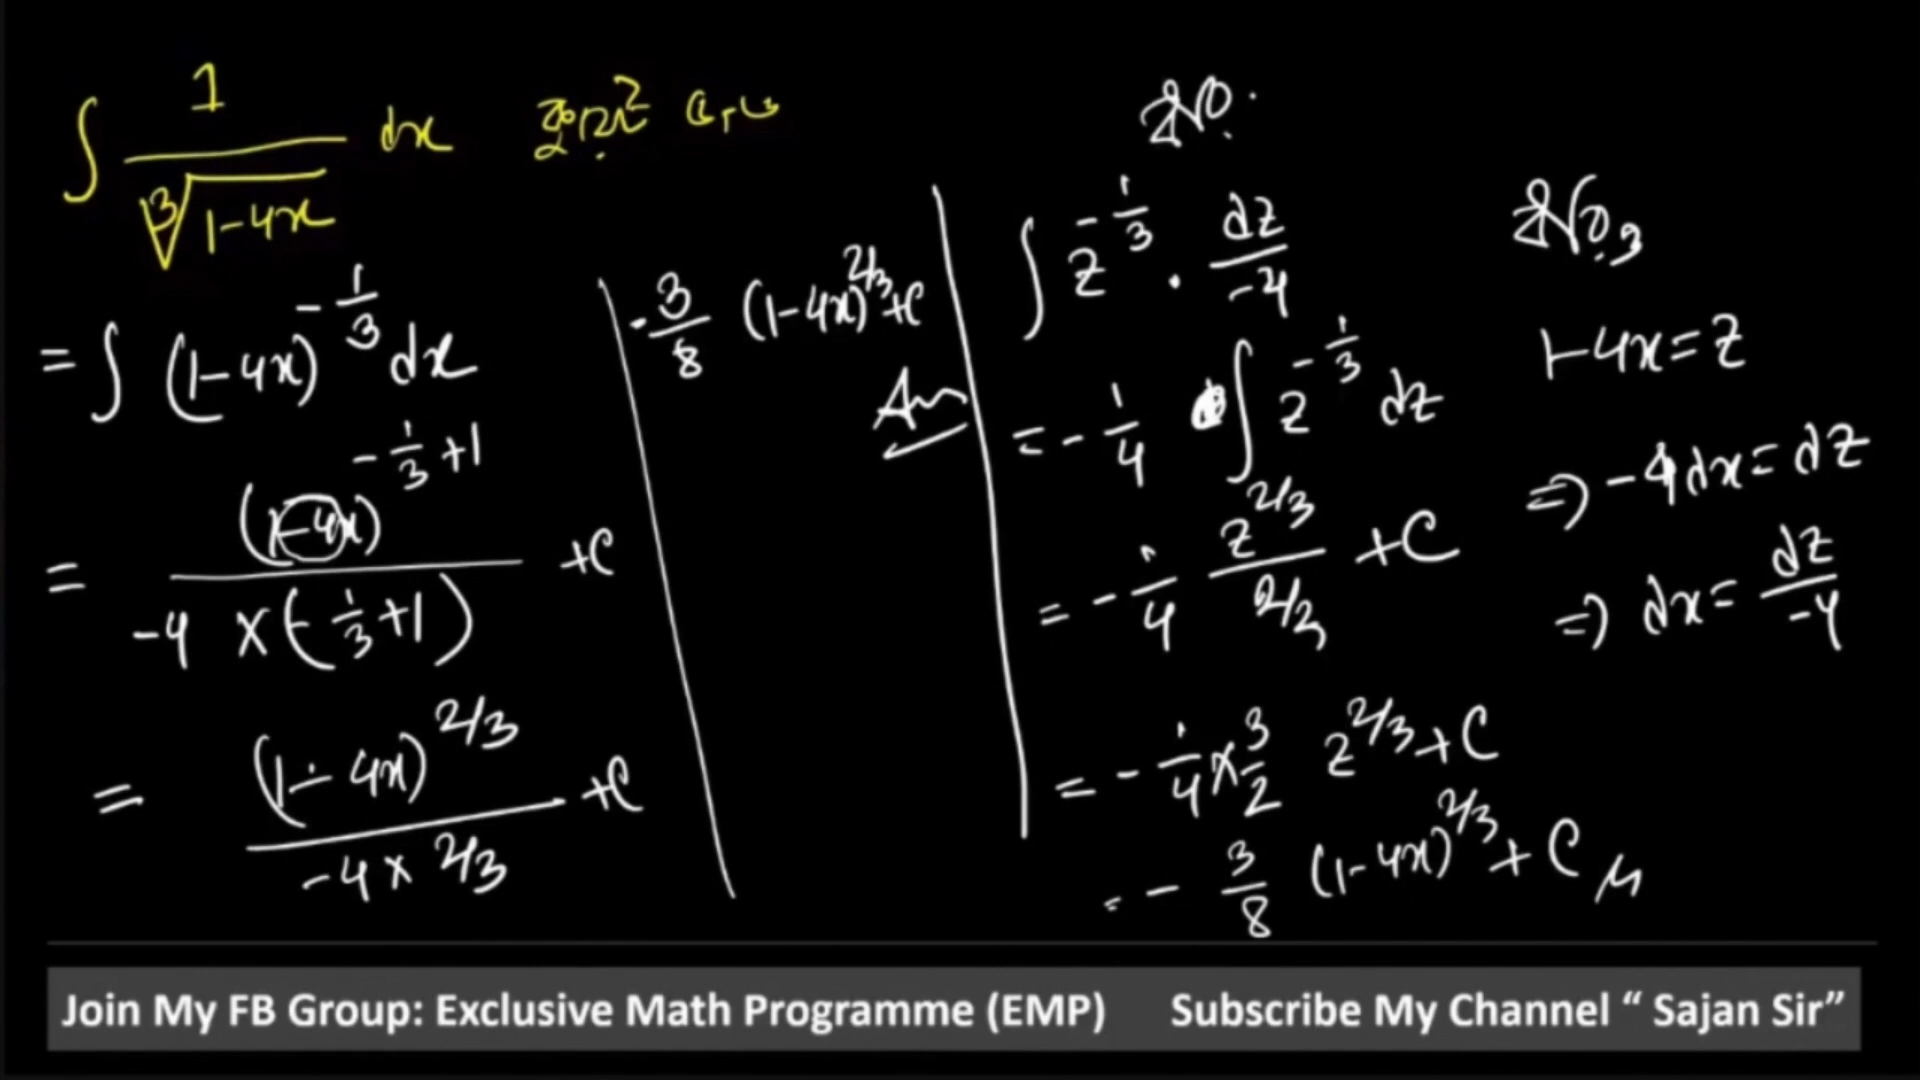 ∫ 1/∛(1-4x) dx
= ∫ (1-4x)^(-1/3) dx
= (1-4x)^(-1/3+1) / (-4 × (-1/3+1)) + C
= (1-4x)^(2/3) / (-4 × 2/3) + C
-3/8 (1-4x)^(2/3) + C
Ans
∫ z^(-1/3) · dz/-4
= -1/4 ∫ z^(-1/3) dz
= -1/4 z^(2/3) / (2/3) + C
= -1/4 × 3/2 z^(2/3) + C
= -3/8 (1-4x)^(2/3) + C
1-4x = z
⇒ -4dx = dz
⇒ dx = dz/-4
Join My FB Group: Exclusive Math Programme (EMP) Subscribe My Channel “ Sajan Sir”